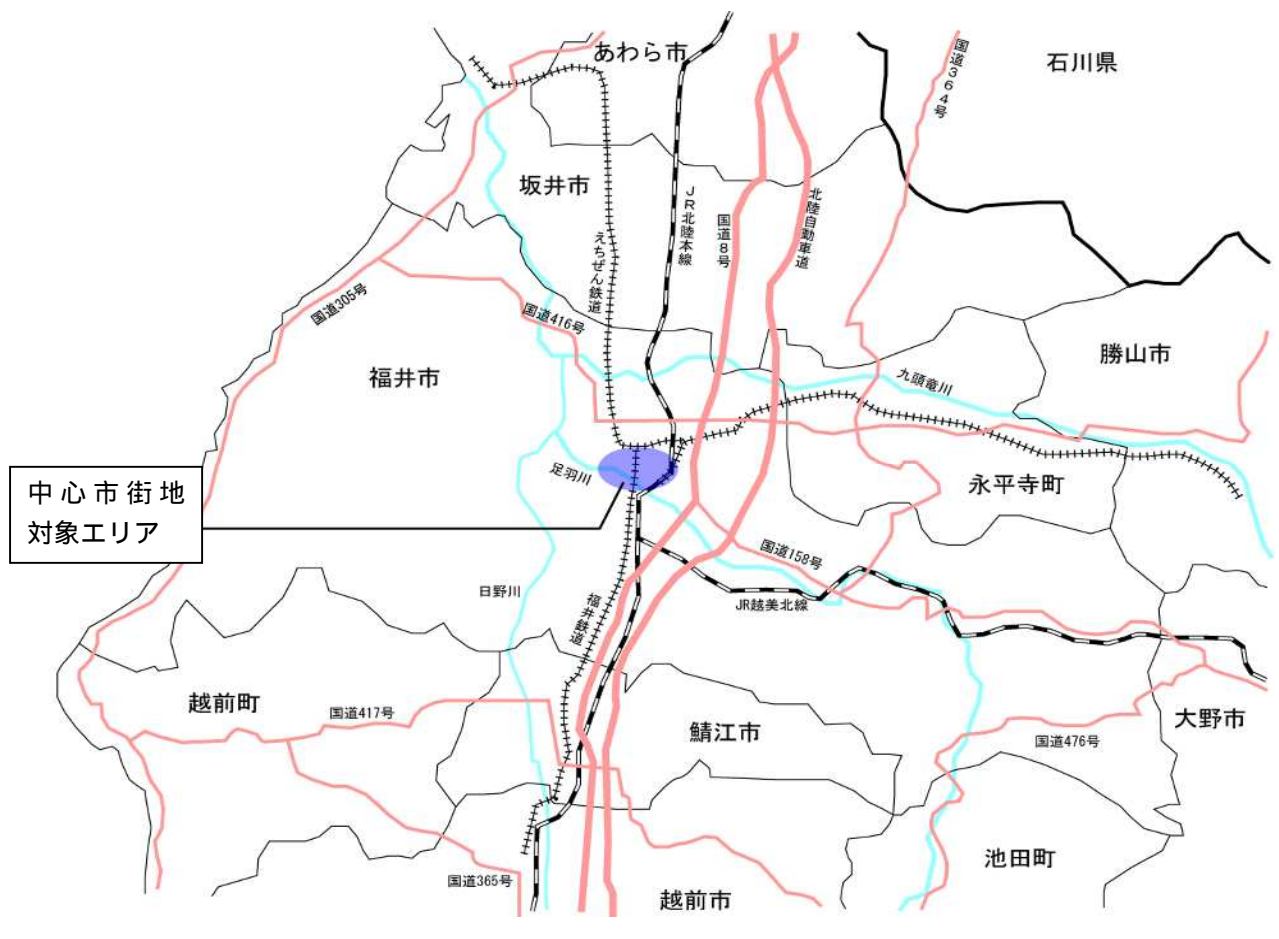 あわら市
石川県
国道364号
坂井市
JR北陸本線
国道8号
北陸自動車道
えちぜん鉄道
国道305号
国道416号
勝山市
福井市
九頭竜川
足羽川
永平寺町
中心市街地
対象エリア
国道158号
日野川
福井鉄道
JR越美北線
越前町
国道417号
鯖江市
大野市
国道476号
池田町
国道365号
越前市